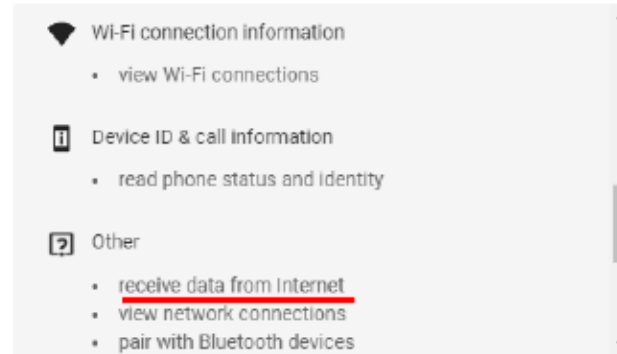 Wi-Fi connection information
• view Wi-Fi connections
Device ID & call information
• read phone status and identity
Other
• receive data from Internet
• view network connections
• pair with Bluetooth devices